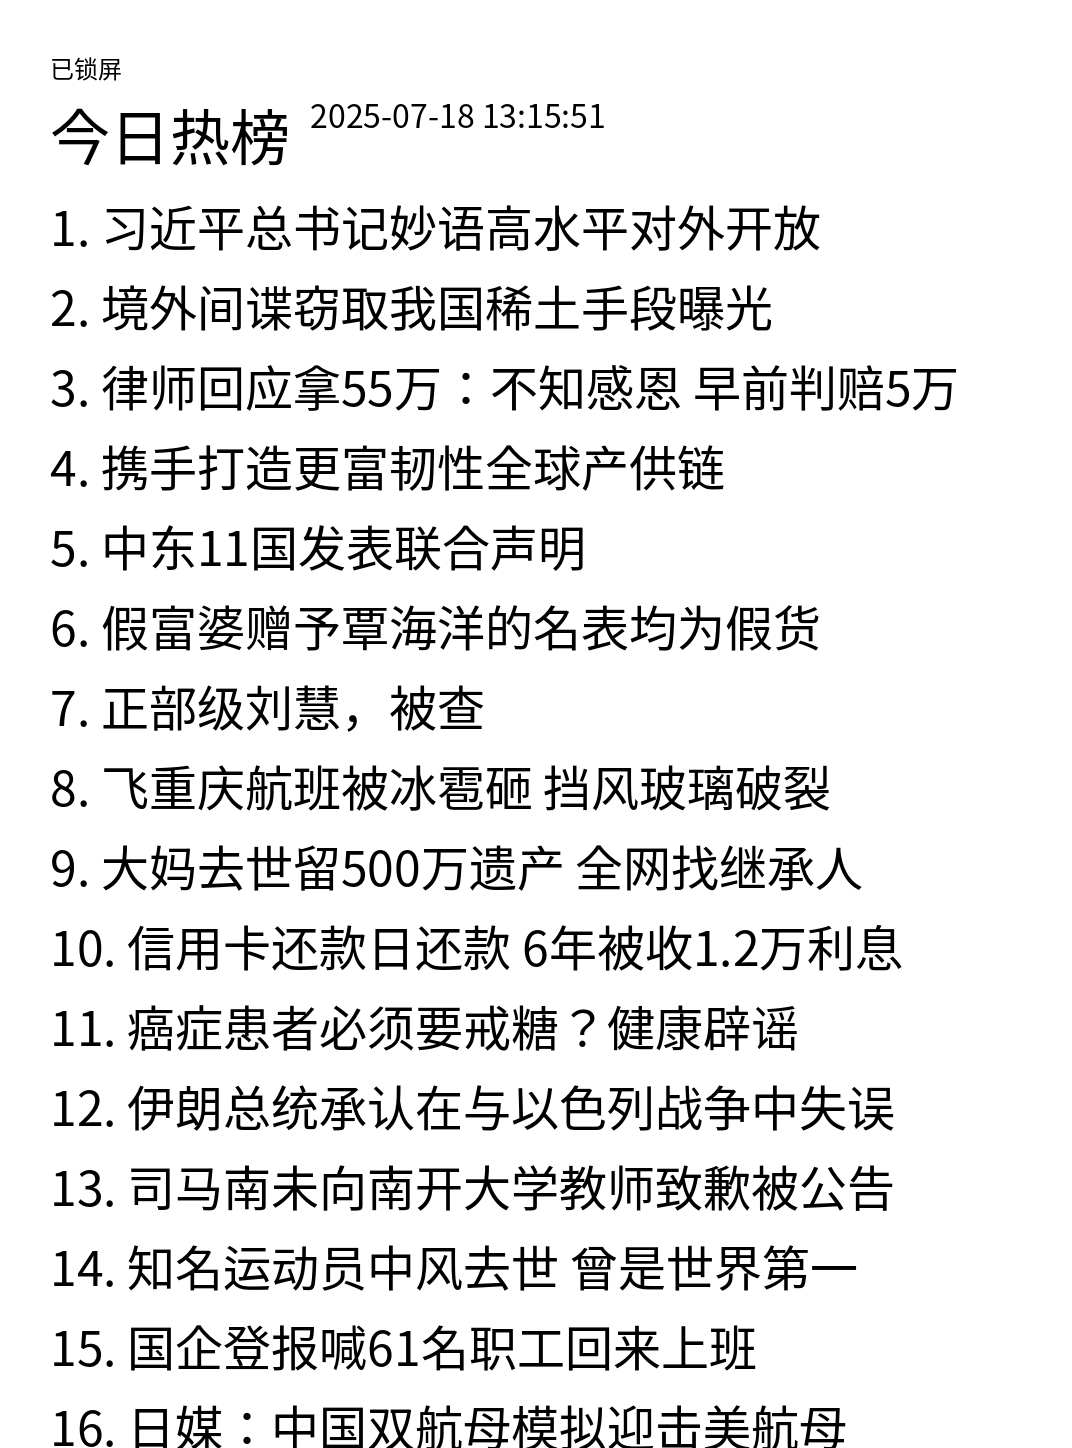 已锁屏
今日热榜 2025-07-18 13:15:51
1. 习近平总书记妙语高水平对外开放
2. 境外间谍窃取我国稀土手段曝光
3. 律师回应拿55万：不知感恩 早前判赔5万
4. 携手打造更富韧性全球产供链
5. 中东11国发表联合声明
6. 假富婆赠予覃海洋的名表均为假货
7. 正部级刘慧，被查
8. 飞重庆航班被冰雹砸 挡风玻璃破裂
9. 大妈去世留500万遗产 全网找继承人
10. 信用卡还款日还款 6年被收1.2万利息
11. 癌症患者必须要戒糖？健康辟谣
12. 伊朗总统承认在与以色列战争中失误
13. 司马南未向南开大学教师致歉被公告
14. 知名运动员中风去世 曾是世界第一
15. 国企登报喊61名职工回来上班
16. 日媒：中国双航母模拟迎击美航母